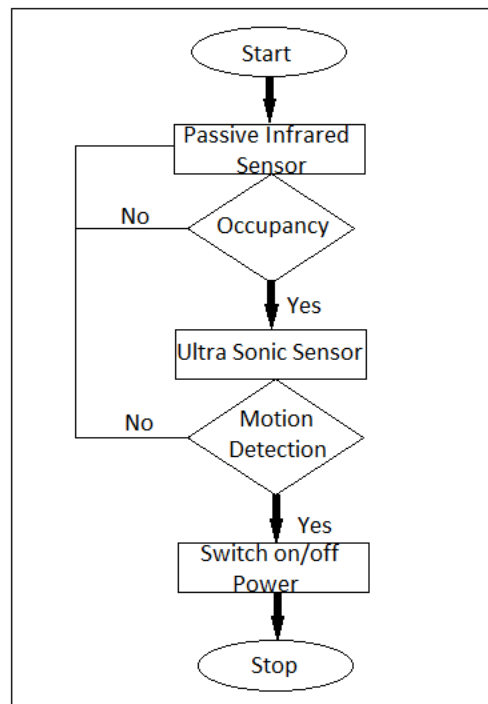 Start
Passive Infrared
Sensor
No
Occupancy
Yes
Ultra Sonic Sensor
No
Motion
Detection
Yes
Switch on/off
Power
Stop